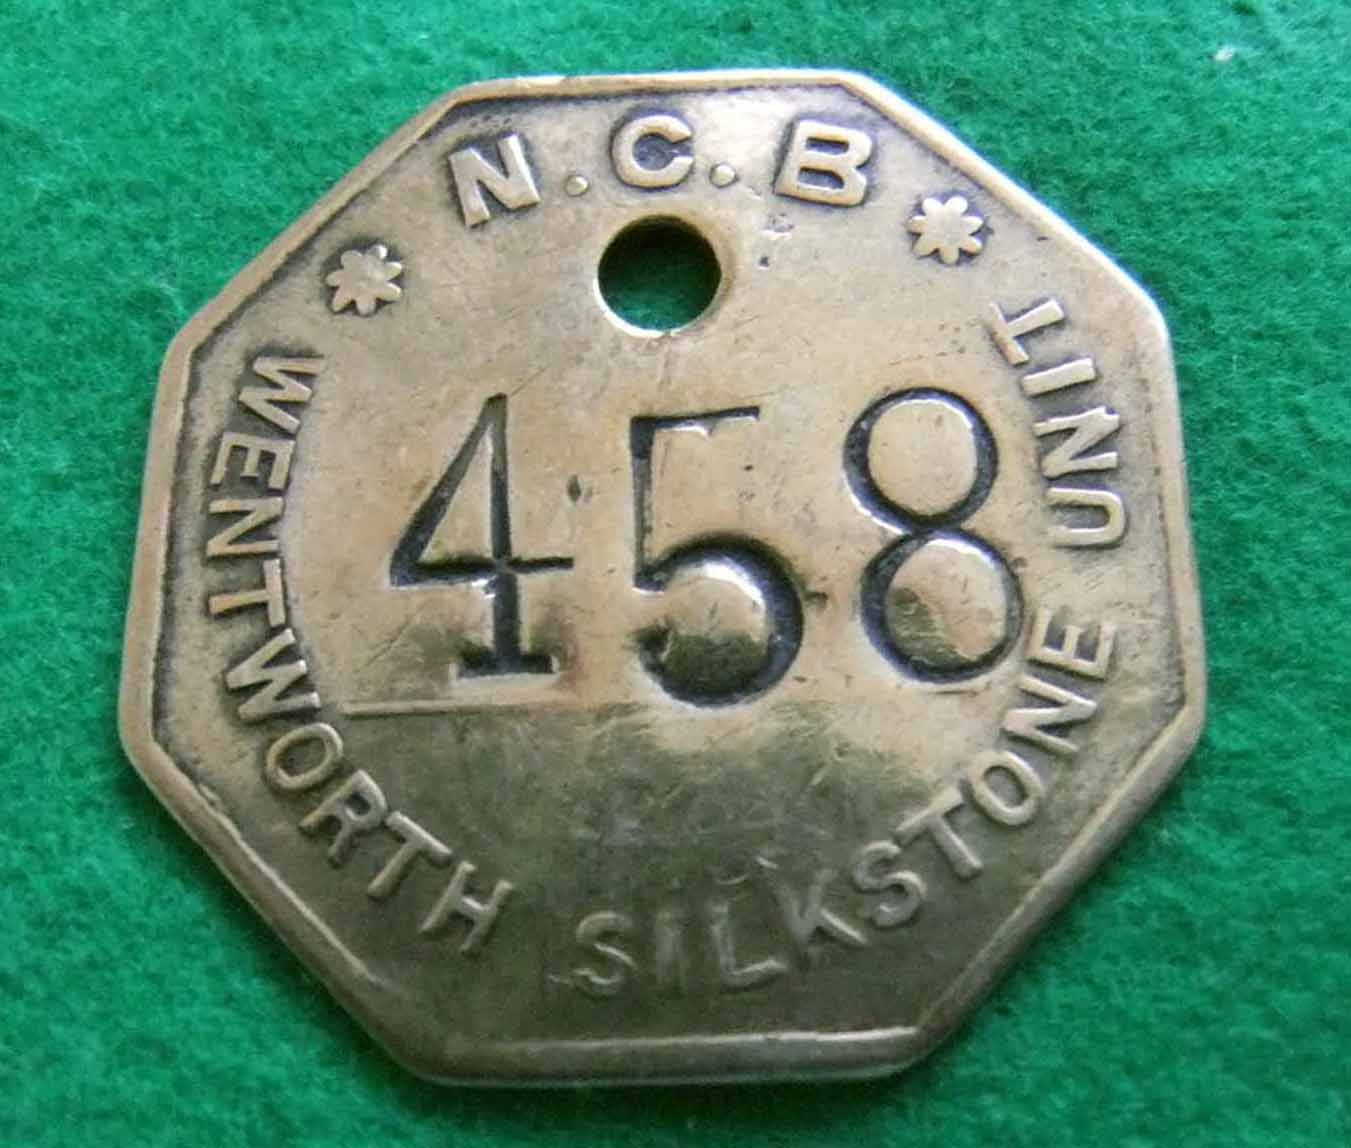 N.C.B
458
WENTWORTH SILKSTONE UNIT